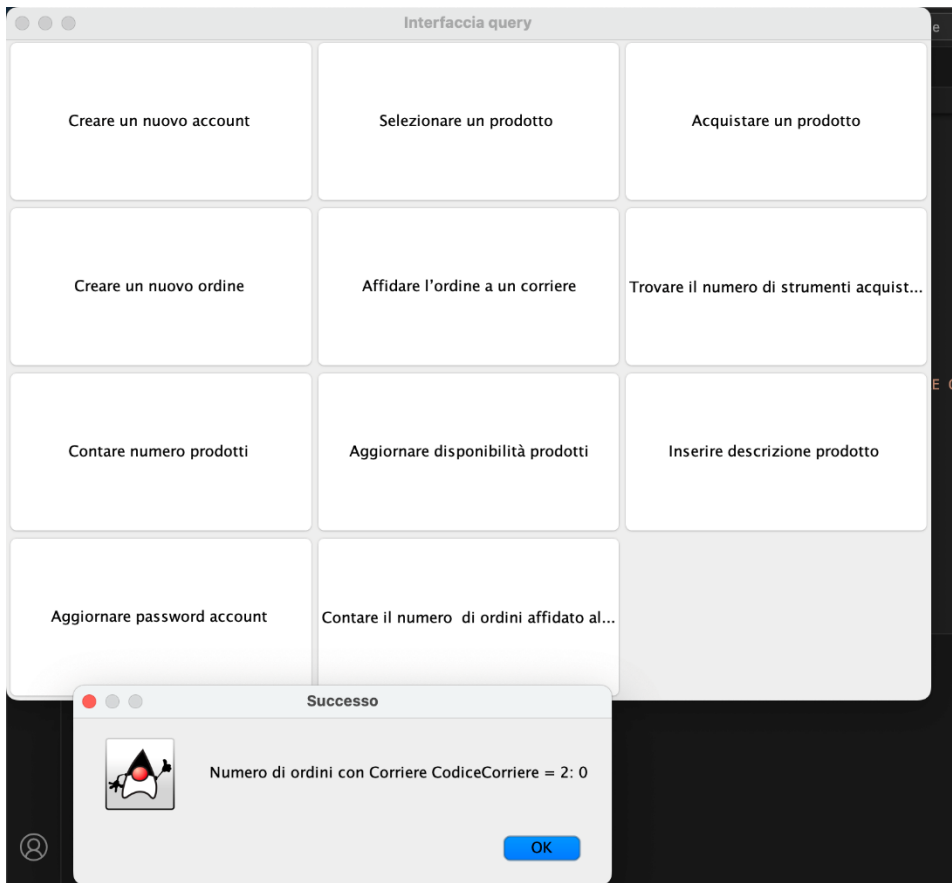 Interfaccia query
e
Creare un nuovo account
Selezionare un prodotto
Acquistare un prodotto
Creare un nuovo ordine
Affidare l'ordine a un corriere
Trovare il numero di strumenti acquist...
E
Contare numero prodotti
Aggiornare disponibilità prodotti
Inserire descrizione prodotto
Aggiornare password account
Contare il numero  di ordini affidato al...
Successo
Numero di ordini con Corriere CodiceCorriere = 2: 0
OK